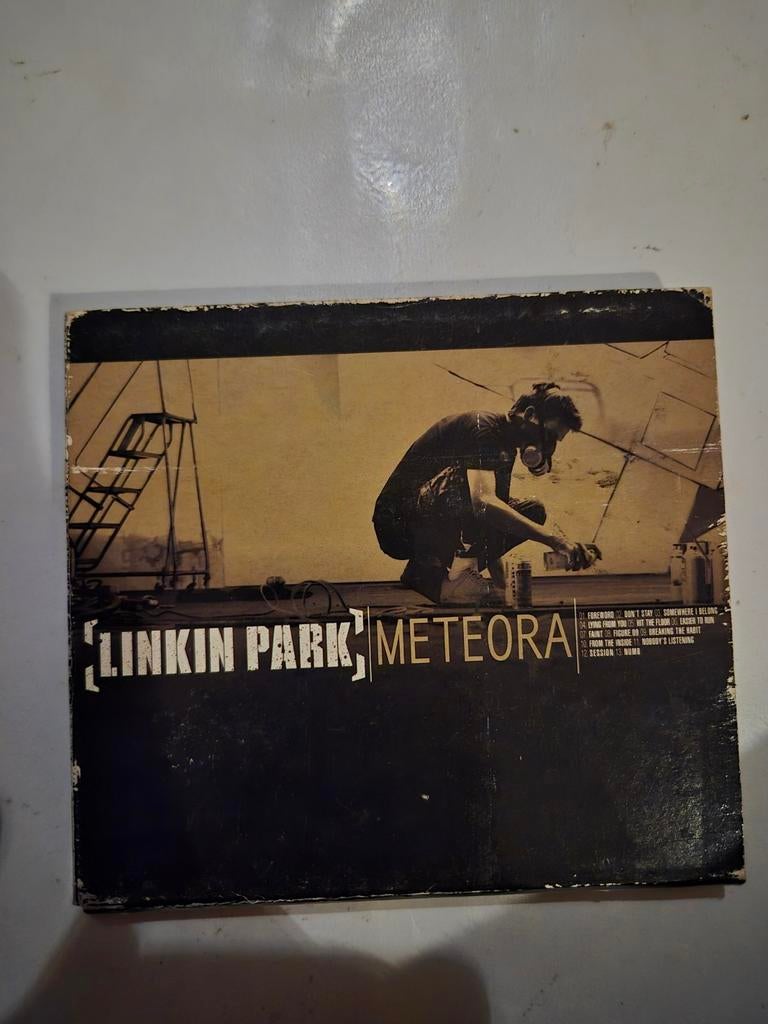 [LINKIN PARK] METEORA
01. FOREWORD 02. DON'T STAY 03. SOMEWHERE I BELONG
04. LYING FROM YOU 05. HIT THE FLOOR 06. EASIER TO RUN
07. FAINT 08. FIGURE.09 09. BREAKING THE HABIT
10. FROM THE INSIDE 11. NOBODY'S LISTENING
12. SESSION 13. NUMB